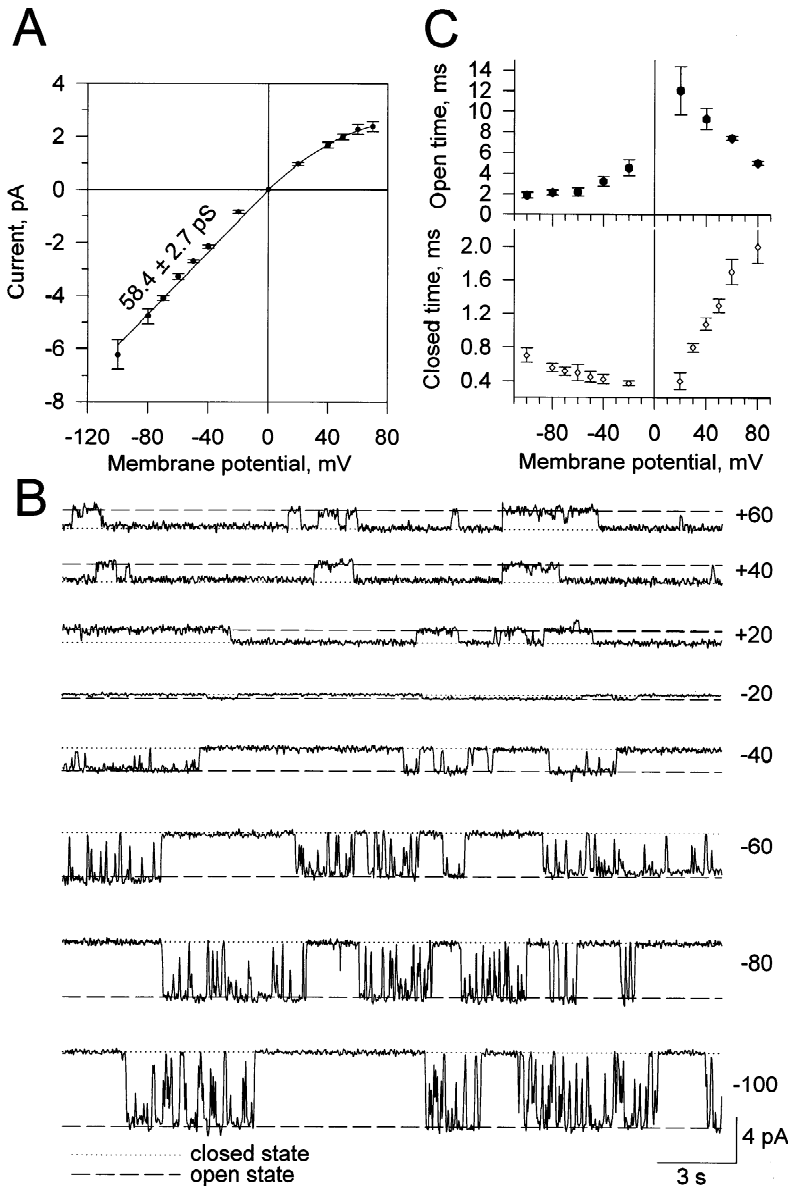 A
4
2
0
-2
-4
-6
-8
Current, pA
58.4 ± 2.7 pS
-120 -80 -40 0 40 80
Membrane potential, mV
C
14
12
10
8
6
4
2
0
Open time, ms
2.0
1.6
1.2
0.8
0.4
Closed time, ms
-80 -40 0 40 80
Membrane potential, mV
B
+60
+40
+20
-20
-40
-60
-80
-100
4 pA
3 s
closed state
open state